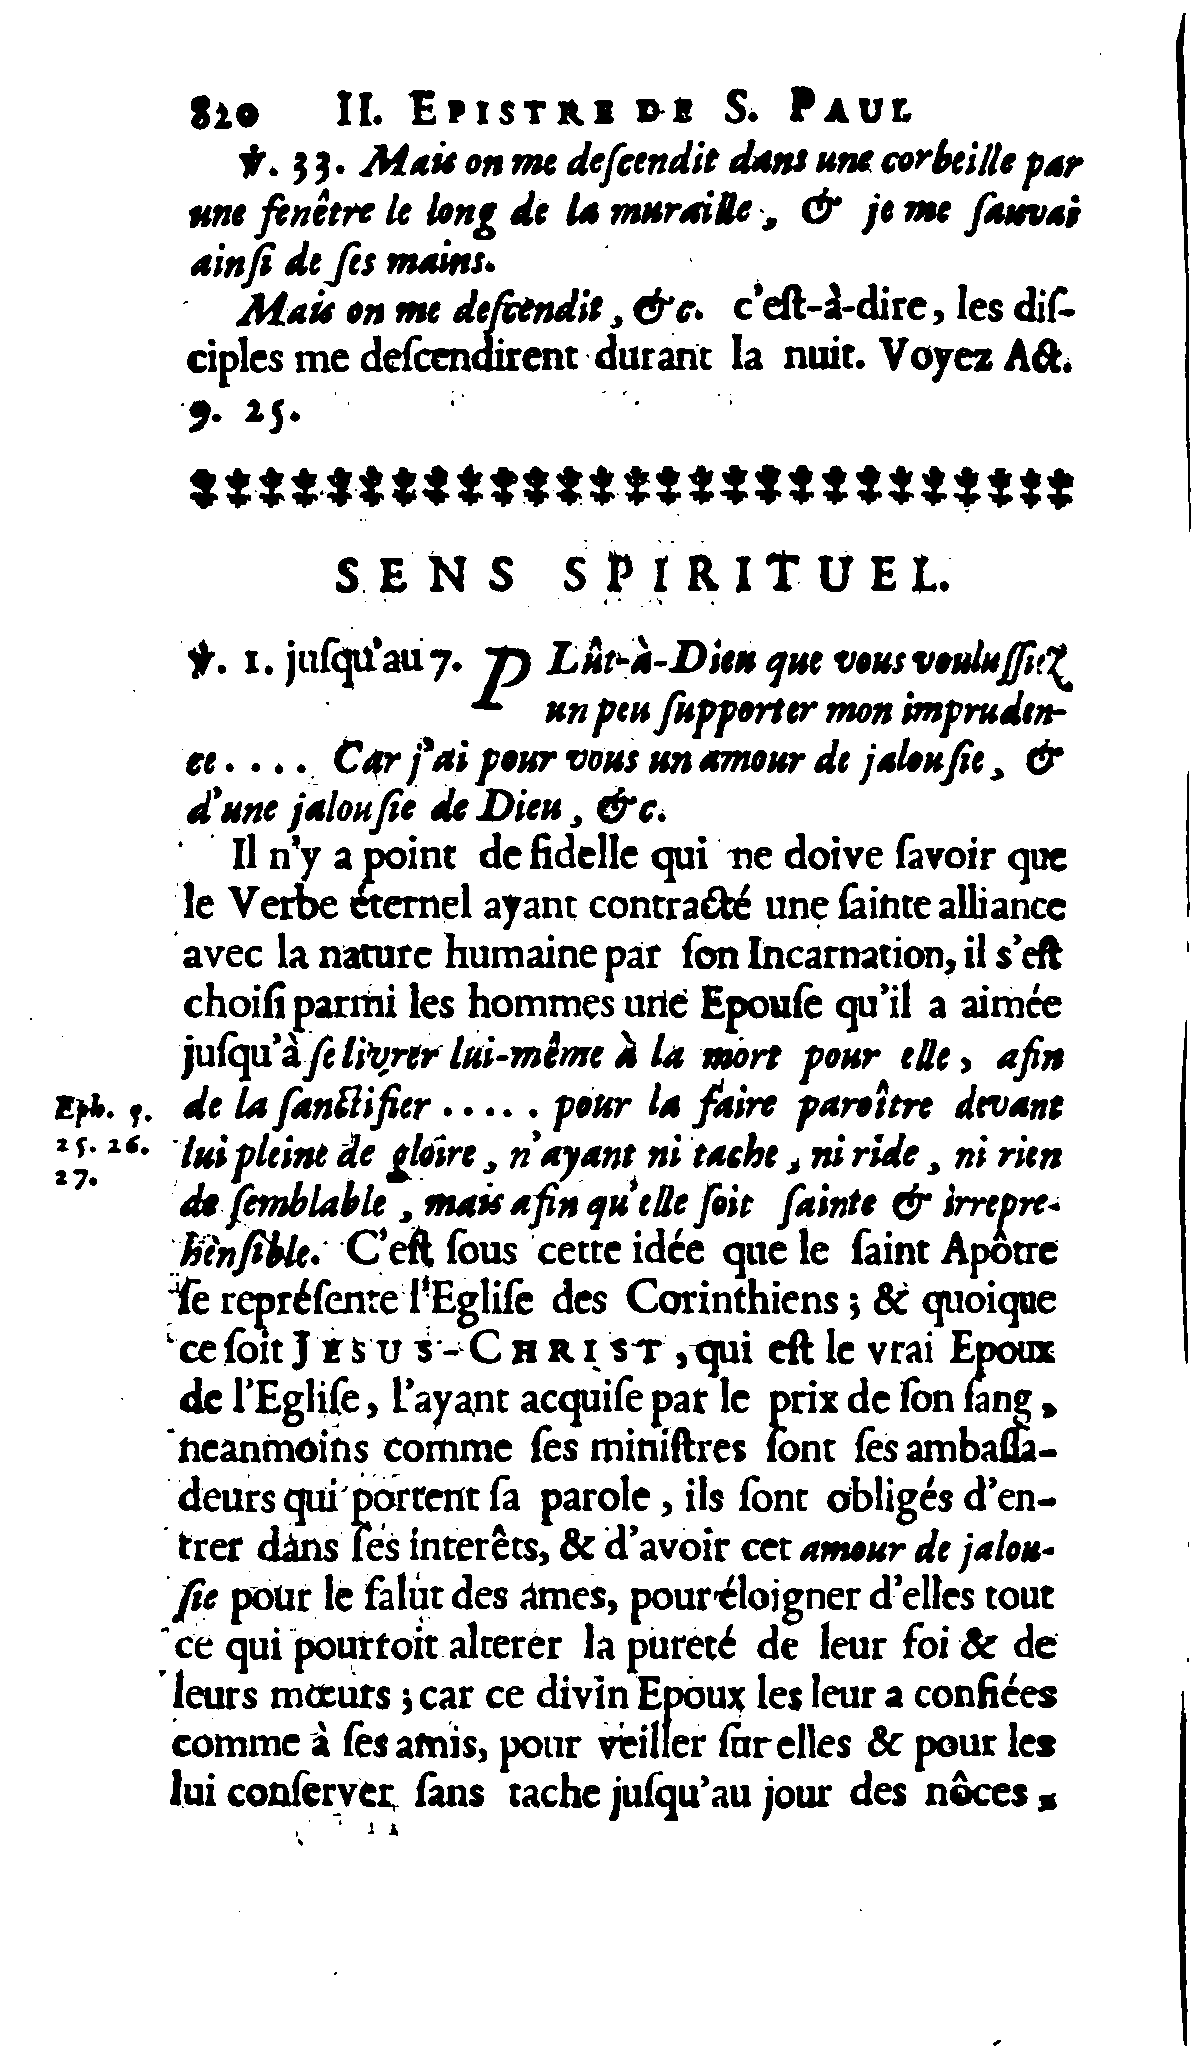 820 II. EPISTRE DE S. PAUL
℣. 33. Mais on me deſcendit dans une corbeille par
une fenêtre le long de la muraille, & je me ſauvai
ainſi de ſes mains.
Mais on me deſcendit, &c. c'eſt-à-dire, les diſ-
ciples me deſcendirent durant la nuit. Voyez Act.
9. 25.
SENS SPIRITUEL.
℣. 1. juſqu'au 7. PLût-à-Dieu que vous vouluſſiez
un peu ſupporter mon impruden-
ce.... Car j'ai pour vous un amour de jalouſie, &
d'une jalouſie de Dieu, &c.
Il n'y a point de fidelle qui ne doive ſavoir que
le Verbe éternel ayant contracté une ſainte alliance
avec la nature humaine par ſon Incarnation, il s'eſt
choiſi parmi les hommes une Epouſe qu'il a aimée
juſqu'à ſe livrer lui-même à la mort pour elle, afin
Eph. 5. de la ſanctifier..... pour la faire paroître devant
25. 26. lui pleine de gloire, n'ayant ni tache, ni ride, ni rien
27.
de ſemblable, mais afin qu'elle ſoit ſainte & irrepre-
henſible. C'eſt ſous cette idée que le ſaint Apôtre
ſe repréſente l'Egliſe des Corinthiens; & quoique
ce ſoit JESUS-CHRIST, qui eſt le vrai Epoux
de l'Egliſe, l'ayant acquiſe par le prix de ſon ſang,
neanmoins comme ſes miniſtres ſont ſes ambaſſa-
deurs qui portent ſa parole, ils ſont obligés d'en-
trer dans ſes interêts, & d'avoir cet amour de jalou-
ſie pour le ſalut des ames, pour éloigner d'elles tout
ce qui pourroit alterer la pureté de leur foi & de
leurs mœurs; car ce divin Epoux les leur a confiées
comme à ſes amis, pour veiller ſur elles & pour les
lui conſerver ſans tache juſqu'au jour des nôces,